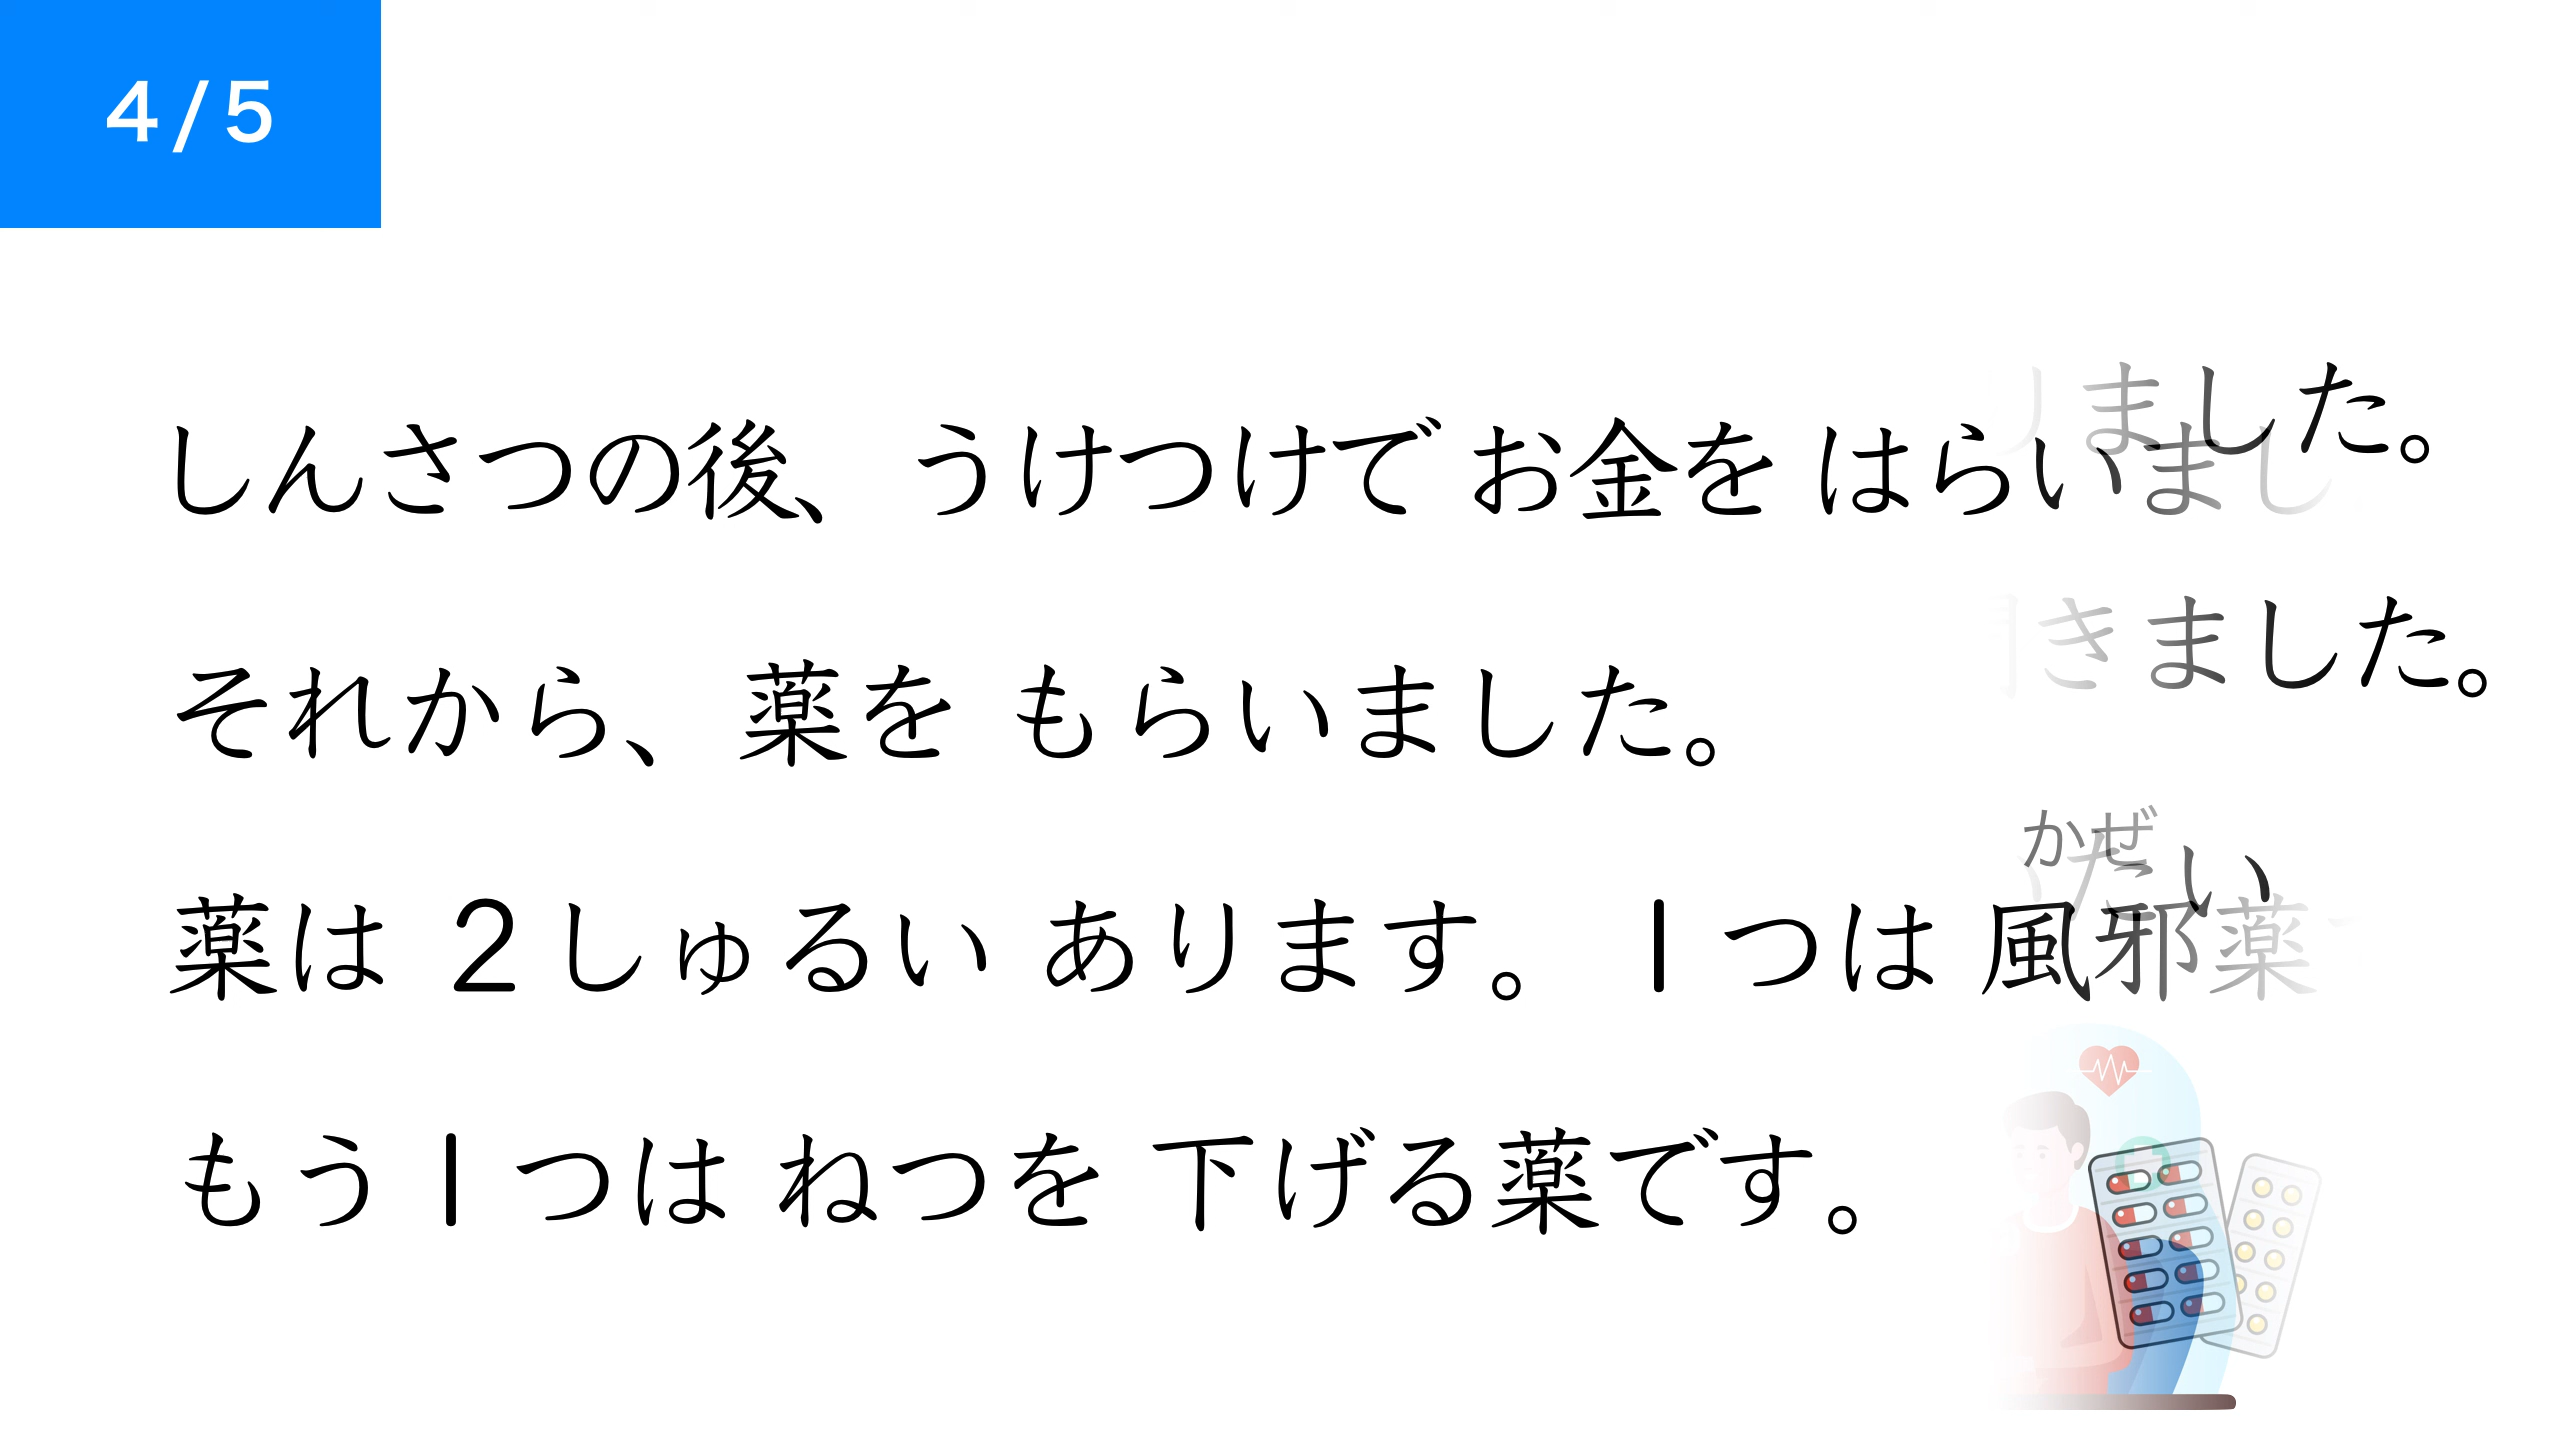 4/5
しんさつの後、うけつけで お金を はらいまし
それから、薬を もらいました。
薬は 2しゅるい あります。 1つは 風邪薬
もう 1つは ねつを 下げる薬です。
ました。
きました。
かぜ